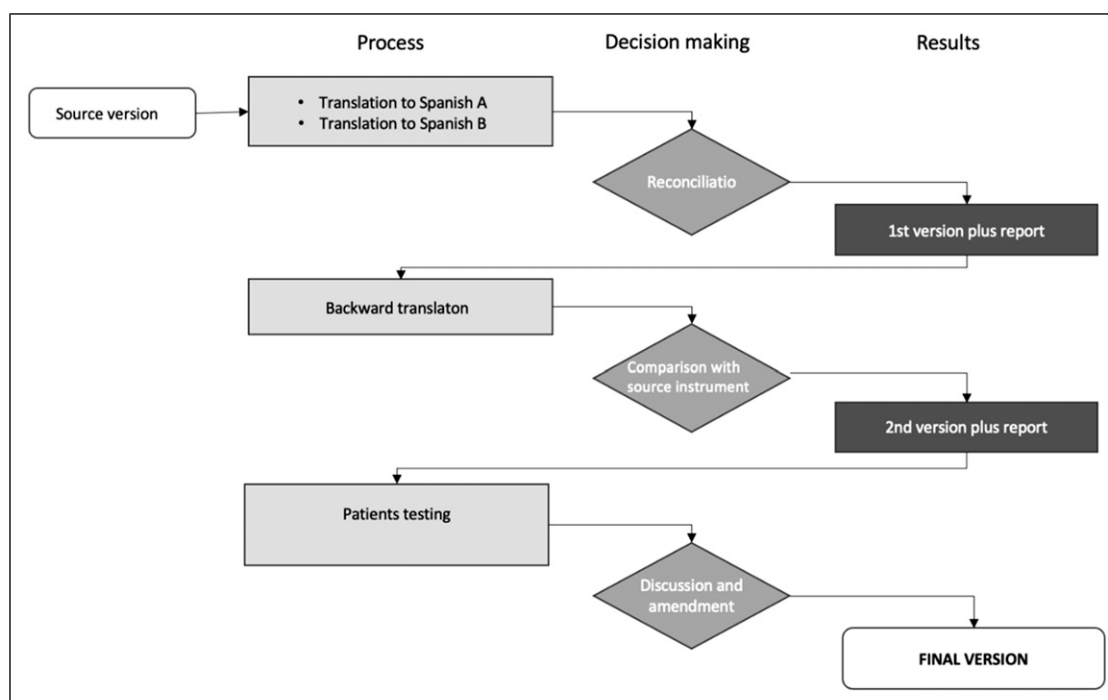 Process
Decision making
Results
Source version
• Translation to Spanish A
• Translation to Spanish B
Reconciliatio
1st version plus report
Backward translaton
Comparison with
source instrument
2nd version plus report
Patients testing
Discussion and
amendment
FINAL VERSION